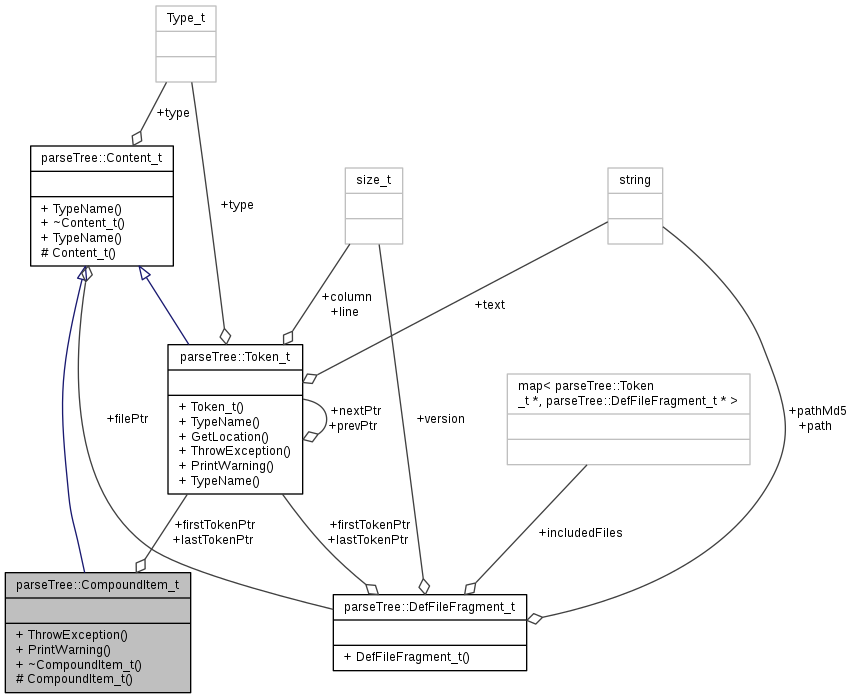 Type_t
+type
parseTree::Content_t
+ TypeName()
+ ~Content_t()
+ TypeName()
# Content_t()
size_t
string
+type
+column
+line
+text
parseTree::Token_t
+ Token_t()
+ TypeName()
+ GetLocation()
+ ThrowException()
+ PrintWarning()
+ TypeName()
+nextPtr
+prevPtr
map< parseTree::Token
_t *, parseTree::DefFileFragment_t * >
+filePtr
+version
+pathMd5
+path
+firstTokenPtr
+lastTokenPtr
+firstTokenPtr
+lastTokenPtr
+includedFiles
parseTree::CompoundItem_t
+ ThrowException()
+ PrintWarning()
+ ~CompoundItem_t()
# CompoundItem_t()
parseTree::DefFileFragment_t
+ DefFileFragment_t()